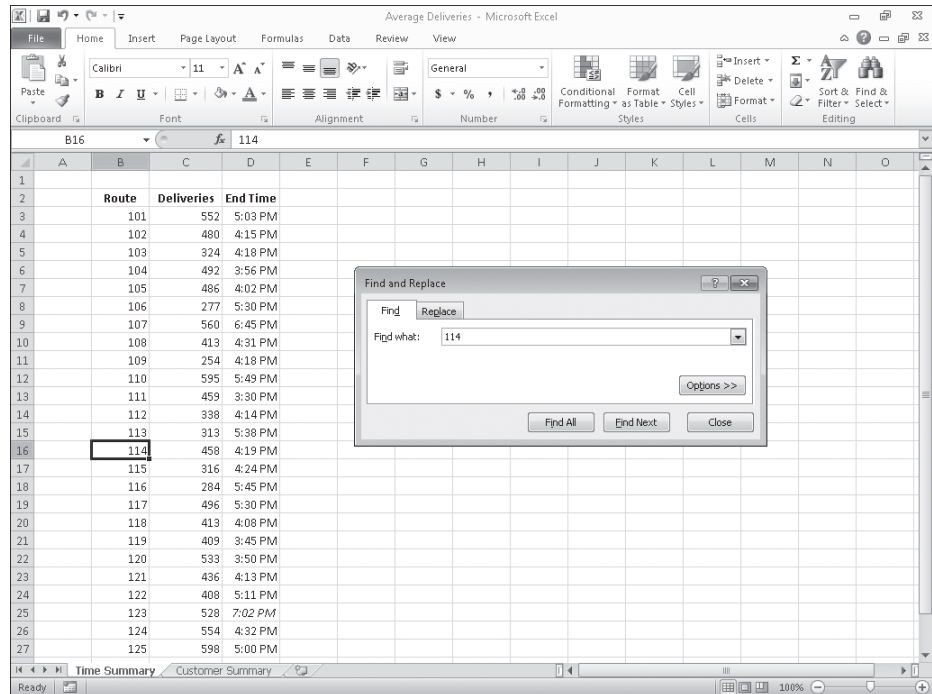 Average Deliveries - Microsoft Excel
File Home Insert Page Layout Formulas Data Review View
Paste
Clipboard
Calibri 11 A A
B I U A
Font
Alignment
General
$ % , .0 .00 .00 .0
Number
Conditional Formatting
Format as Table
Cell Styles
Styles
Insert
Delete
Format
Cells
Σ
Sort & Filter
Find & Select
Editing
B16 fx 114
A B C D E F G H I J K L M N O
1
2 Route Deliveries End Time
3 101 552 5:03 PM
4 102 480 4:15 PM
5 103 324 4:18 PM
6 104 492 3:56 PM
7 105 486 4:02 PM
8 106 277 5:30 PM
9 107 560 6:45 PM
10 108 413 4:31 PM
11 109 254 4:18 PM
12 110 595 5:49 PM
13 111 459 3:30 PM
14 112 338 4:14 PM
15 113 313 5:38 PM
16 114 458 4:19 PM
17 115 316 4:24 PM
18 116 284 5:45 PM
19 117 496 5:30 PM
20 118 413 4:08 PM
21 119 409 3:45 PM
22 120 533 3:50 PM
23 121 436 4:13 PM
24 122 408 5:11 PM
25 123 528 7:02 PM
26 124 554 4:32 PM
27 125 598 5:00 PM
Find and Replace
Find Replace
Find what: 114
Options >>
Find All Find Next Close
Time Summary Customer Summary
Ready 100%